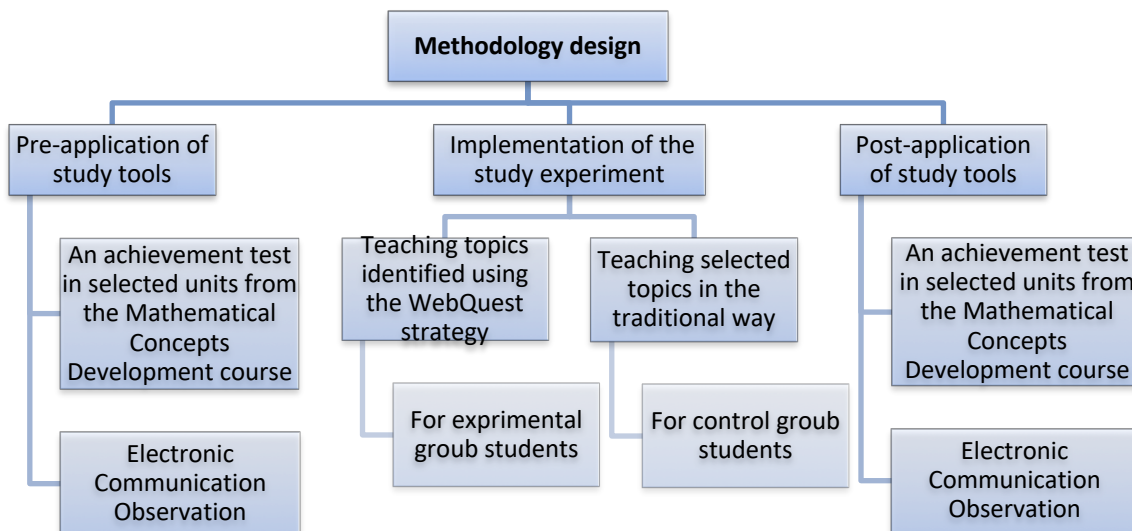 Methodology design
Pre-application of
study tools
Implementation of the
study experiment
Post-application
of study tools
An achievement test
in selected units from
the Mathematical
Concepts
Development course
Teaching topics
identified using
the WebQuest
strategy
Teaching selected
topics in the
traditional way
An achievement test
in selected units from
the Mathematical
Concepts
Development course
For exprimental
groub students
For control groub
students
Electronic
Communication
Observation
Electronic
Communication
Observation